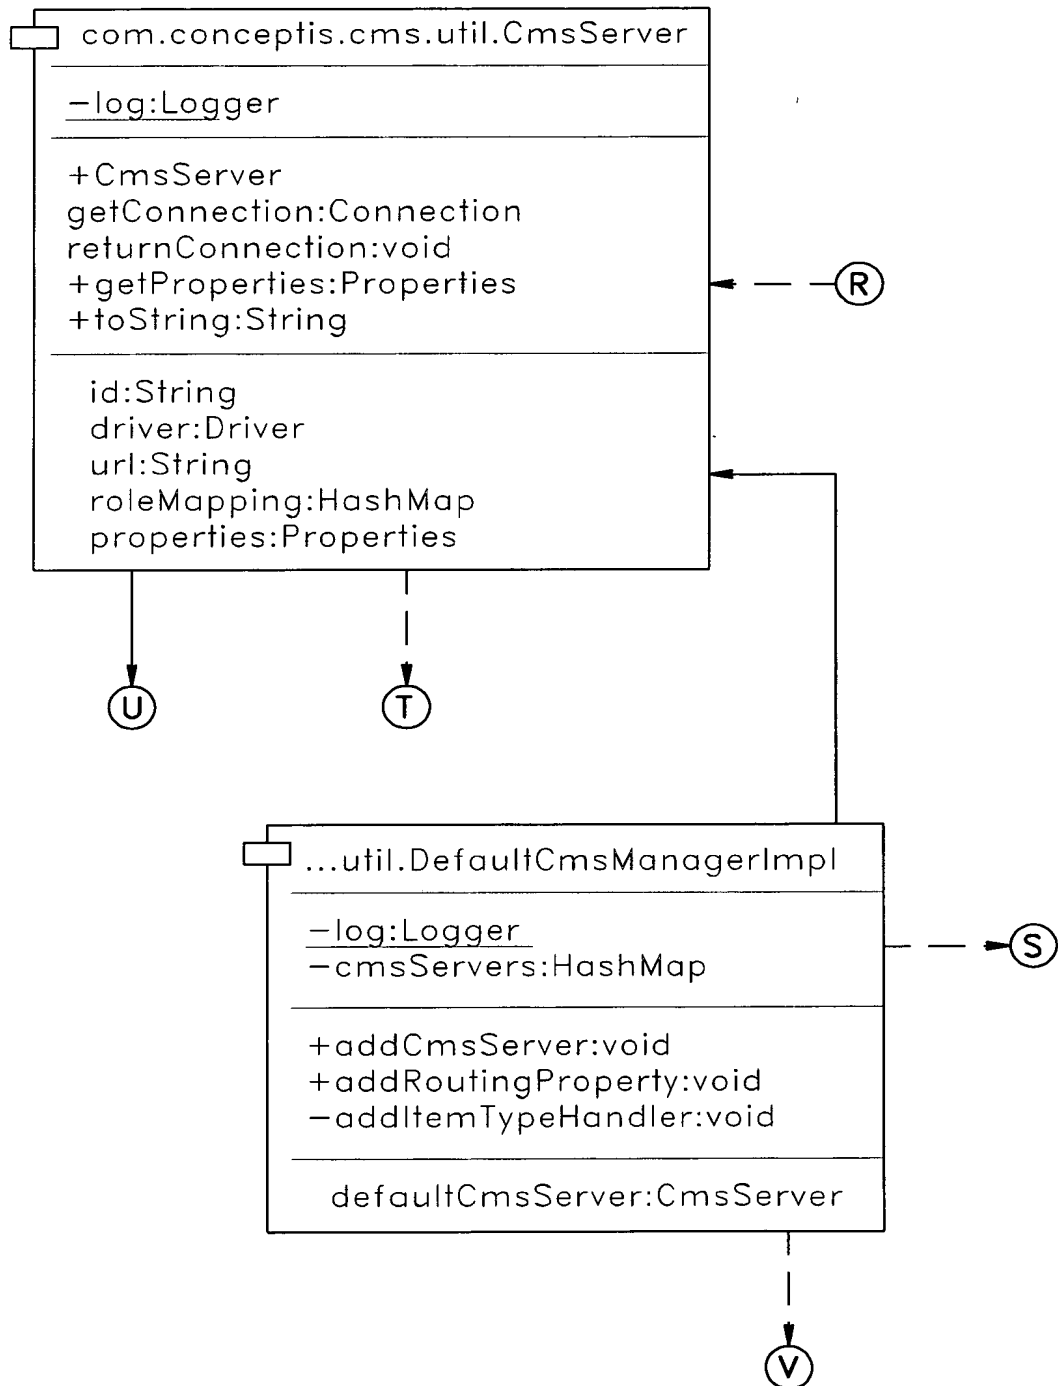 com.conceptis.cms.util.CmsServer
-log:Logger
+CmsServer
getConnection:Connection
returnConnection:void
+getProperties:Properties
+toString:String
R
id:String
driver:Driver
url:String
roleMapping:HashMap
properties:Properties
U
T
...util.DefaultCmsManagerImpl
-log:Logger
-cmsServers:HashMap
S
+addCmsServer:void
+addRoutingProperty:void
-addItemTypeHandler:void
defaultCmsServer:CmsServer
V